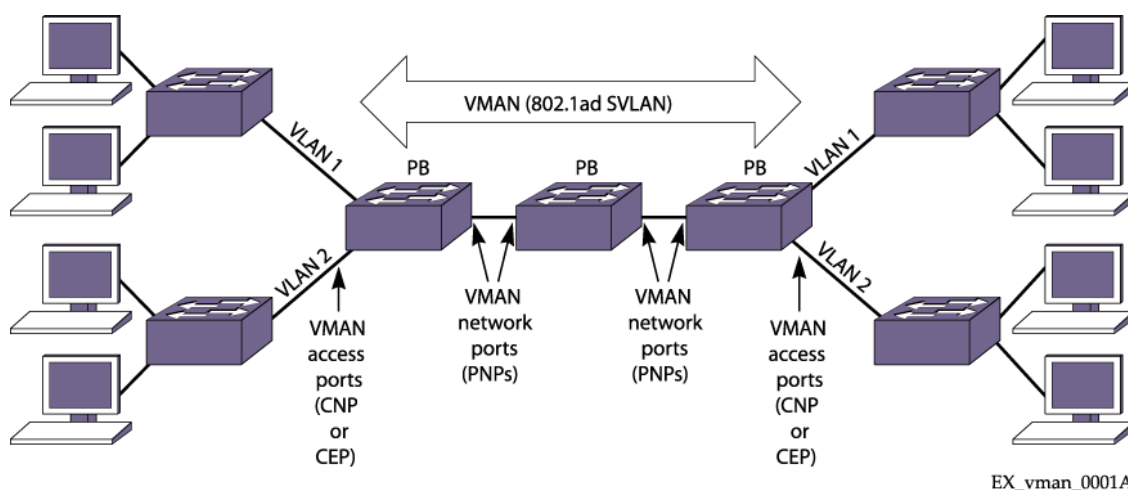 VMAN (802.1ad SVLAN)
VLAN 1
VLAN 1
PB
PB
PB
VLAN 2
VLAN 2
VMAN
access
ports
(CNP
or
CEP)
VMAN
network
ports
(PNPs)
VMAN
network
ports
(PNPs)
VMAN
access
ports
(CNP
or
CEP)
EX_vman_0001A